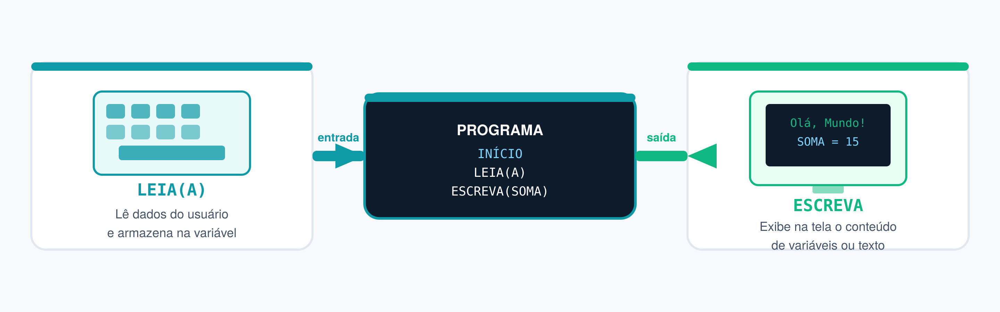 LEIA(A)
Lê dados do usuário
e armazena na variável
entrada
PROGRAMA
INÍCIO
LEIA(A)
ESCREVA(SOMA)
saída
Olá, Mundo!
SOMA = 15
ESCREVA
Exibe na tela o conteúdo
de variáveis ou texto